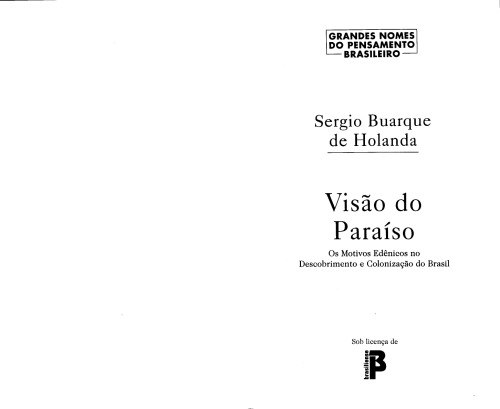 GRANDES NOMES
DO PENSAMENTO
BRASILEIRO
Sergio Buarque
de Holanda
Visão do
Paraíso
Os Motivos Edênicos no
Descobrimento e Colonização do Brasil
Sob licença de
brasiliense